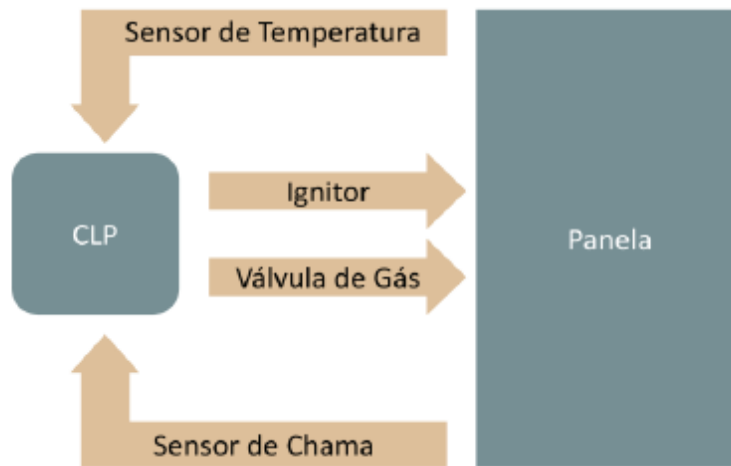 Sensor de Temperatura
Ignitor
CLP
Panela
Válvula de Gás
Sensor de Chama